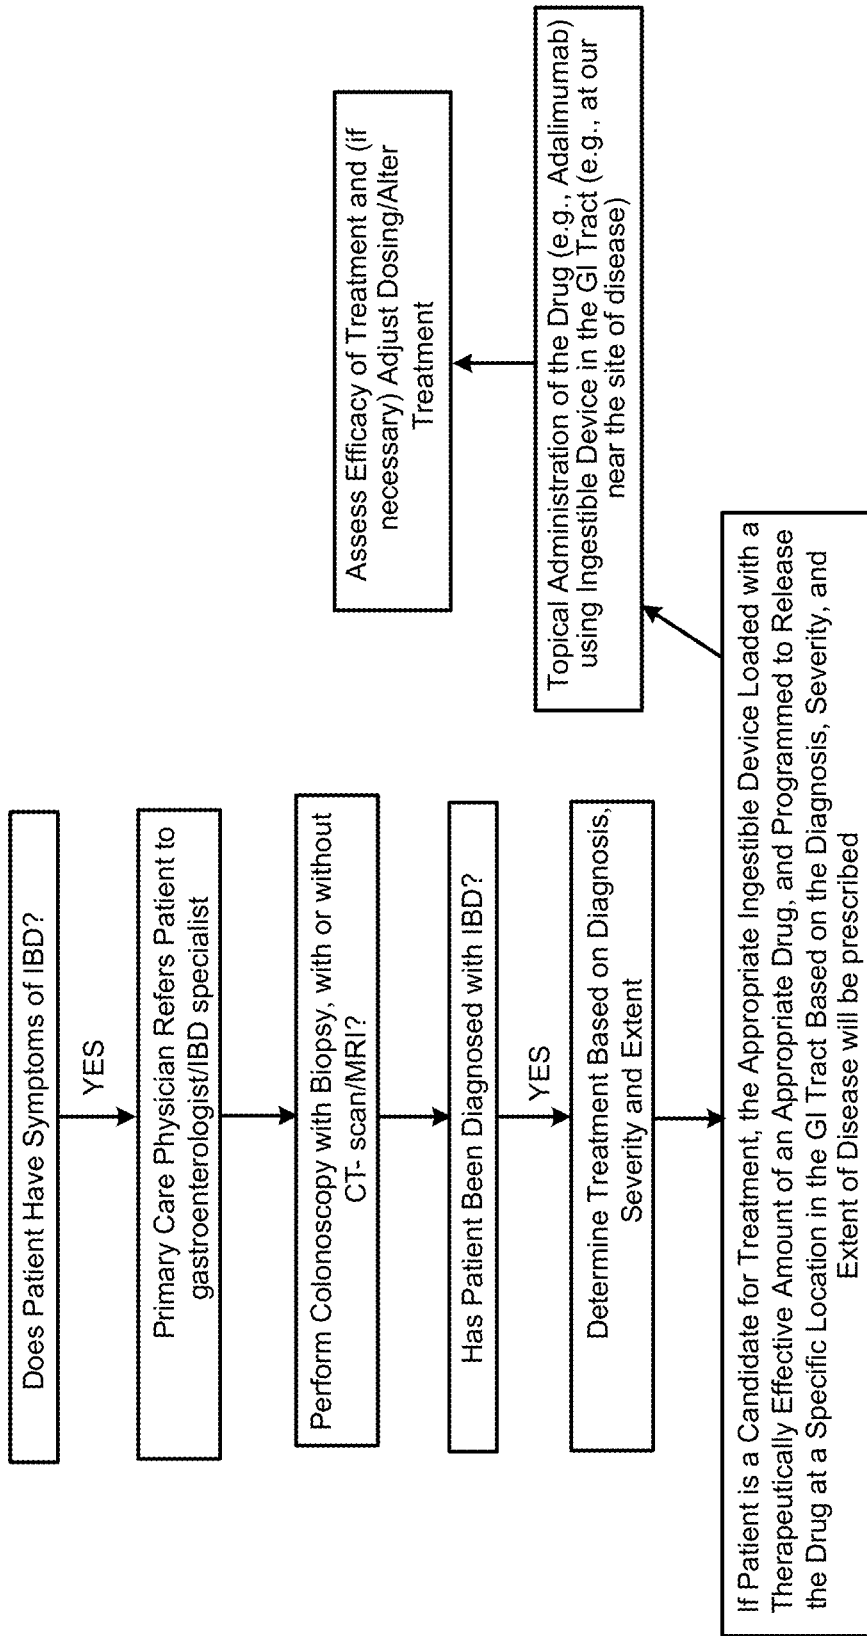 Does Patient Have Symptoms of IBD?
YES
Primary Care Physician Refers Patient to
gastroenterologist/IBD specialist
Perform Colonoscopy with Biopsy, with or without
CT- scan/MRI?
Has Patient Been Diagnosed with IBD?
YES
Determine Treatment Based on Diagnosis,
Severity and Extent
If Patient is a Candidate for Treatment, the Appropriate Ingestible Device Loaded with a
Therapeutically Effective Amount of an Appropriate Drug, and Programmed to Release
the Drug at a Specific Location in the GI Tract Based on the Diagnosis, Severity, and
Extent of Disease will be prescribed
Topical Administration of the Drug (e.g., Adalimumab)
using Ingestible Device in the GI Tract (e.g., at our
near the site of disease)
Assess Efficacy of Treatment and (if
necessary) Adjust Dosing/Alter
Treatment